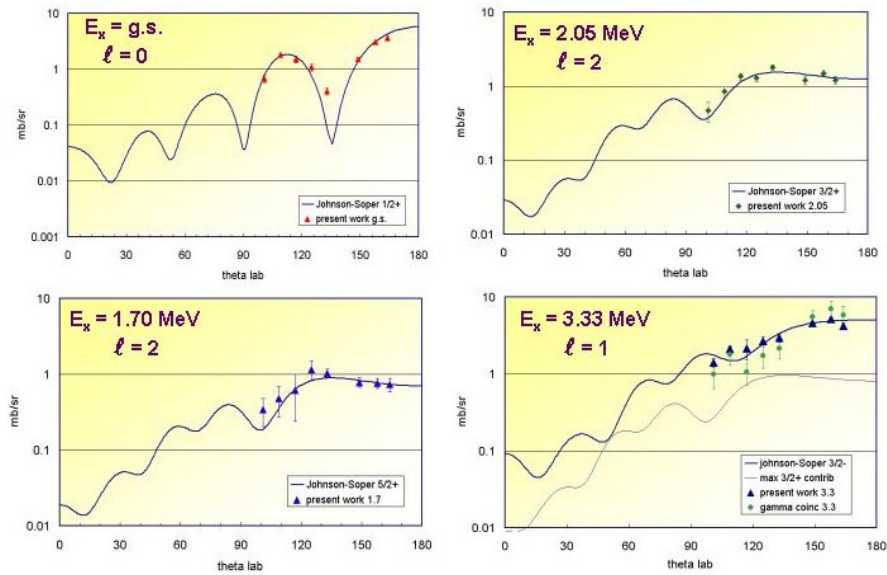 E_x = g.s.
ℓ = 0
10
1
0.1
0.01
0.001
mb/sr
0 30 60 90 120 150 180
theta lab
Johnson-Soper 1/2+
present work g.s.
E_x = 2.05 MeV
ℓ = 2
10
1
0.1
0.01
mb/sr
0 30 60 90 120 150 180
theta lab
Johnson-Soper 3/2+
present work 2.05
E_x = 1.70 MeV
ℓ = 2
10
1
0.1
0.01
mb/sr
0 30 60 90 120 150 180
theta lab
Johnson-Soper 5/2+
present work 1.7
E_x = 3.33 MeV
ℓ = 1
10
1
0.1
0.01
mb/sr
0 30 60 90 120 150 180
theta lab
johnson-Soper 3/2-
max 3/2+ contrib
present work 3.3
gamma coinc 3.3